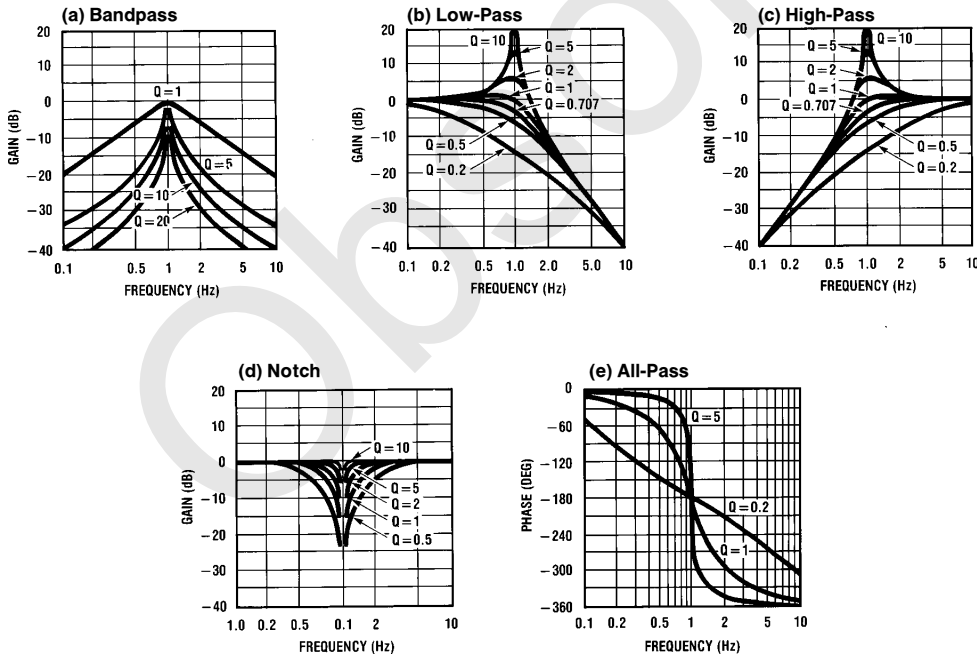 (a) Bandpass
20
10
0
−10
−20
−30
−40
GAIN (dB)
Q = 1
Q = 5
Q = 10
Q = 20
0.1 0.5 1 2 5 10
FREQUENCY (Hz)
(b) Low-Pass
20
10
0
−10
−20
−30
−40
GAIN (dB)
Q = 10
Q = 5
Q = 2
Q = 1
Q = 0.707
Q = 0.5
Q = 0.2
0.1 0.2 0.5 1.0 2.0 5.0 10
FREQUENCY (Hz)
(c) High-Pass
20
10
0
−10
−20
−30
−40
GAIN (dB)
Q = 10
Q = 5
Q = 2
Q = 1
Q = 0.707
Q = 0.5
Q = 0.2
0.1 0.2 0.5 1.0 2 5 10
FREQUENCY (Hz)
(d) Notch
20
10
0
−10
−20
−30
−40
GAIN (dB)
Q = 10
Q = 5
Q = 2
Q = 1
Q = 0.5
1.0 0.2 0.5 0.1 2 5 10
FREQUENCY (Hz)
(e) All-Pass
0
−60
−120
−180
−240
−300
−360
PHASE (DEG)
Q = 5
Q = 0.2
Q = 1
0.1 0.2 0.5 1 2 5 10
FREQUENCY (Hz)